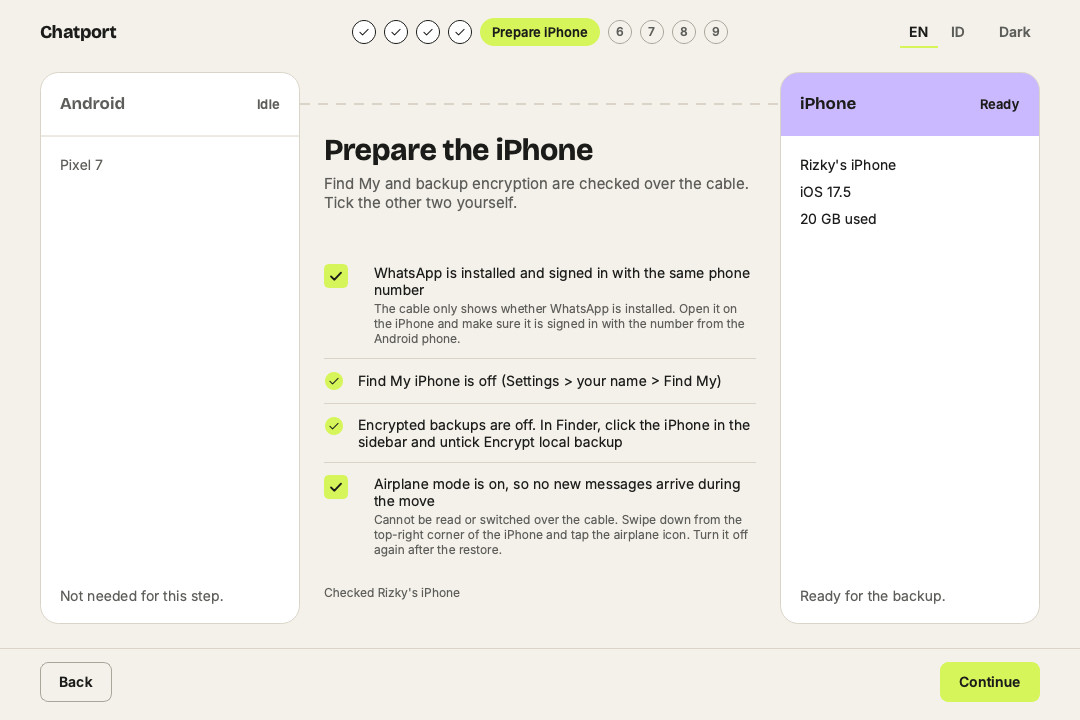 Chatport
Prepare iPhone
6
7
8
9
EN
ID
Dark
Android
Idle
Pixel 7
Not needed for this step.
Prepare the iPhone
Find My and backup encryption are checked over the cable.
Tick the other two yourself.
WhatsApp is installed and signed in with the same phone
number
The cable only shows whether WhatsApp is installed. Open it on
the iPhone and make sure it is signed in with the number from the
Android phone.
Find My iPhone is off (Settings > your name > Find My)
Encrypted backups are off. In Finder, click the iPhone in the
sidebar and untick Encrypt local backup
Airplane mode is on, so no new messages arrive during
the move
Cannot be read or switched over the cable. Swipe down from the
top-right corner of the iPhone and tap the airplane icon. Turn it off
again after the restore.
Checked Rizky's iPhone
iPhone
Ready
Rizky's iPhone
iOS 17.5
20 GB used
Ready for the backup.
Back
Continue